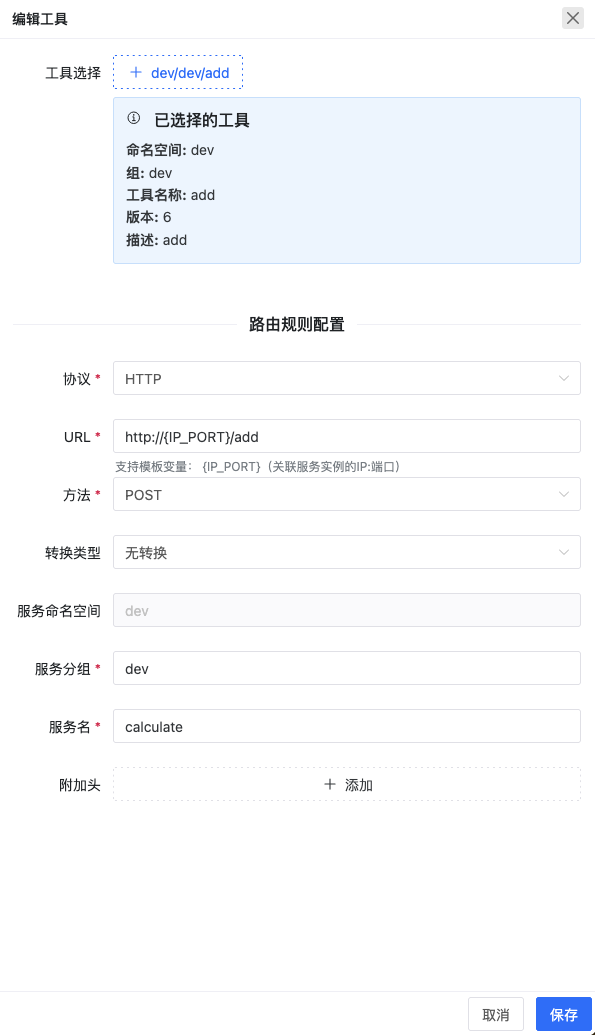 编辑工具
工具选择
dev/dev/add
已选择的工具
命名空间: dev
组: dev
工具名称: add
版本: 6
描述: add
路由规则配置
协议 *
HTTP
URL *
http://{IP_PORT}/add
支持模板变量： {IP_PORT}（关联服务实例的IP:端口）
方法 *
POST
转换类型
无转换
服务命名空间
dev
服务分组 *
dev
服务名 *
calculate
附加头
+ 添加
取消
保存